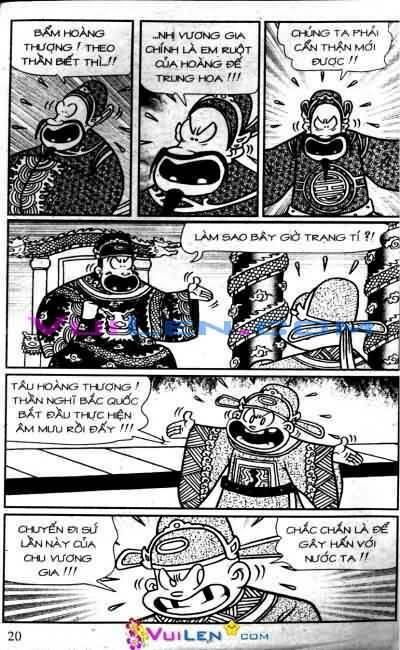 BẨM HOÀNG
THƯỢNG! THEO
THẦN BIẾT THÌ..!!
..NHỊ VƯƠNG GIA
CHÍNH LÀ EM RUỘT
CỦA HOÀNG ĐẾ
TRUNG HOA!!!
CHÚNG TA PHẢI
CẨN THẬN MỚI
ĐƯỢC!!
LÀM SAO BÂY GIỜ TRẠNG TÍ?!
VUILEN.COM
TÂU HOÀNG THƯỢNG!
THẦN NGHĨ BẮC QUỐC
BẮT ĐẦU THỰC HIỆN
ÂM MƯU RỒI ĐẤY!!!
CHUYẾN ĐI SỨ
LẦN NÀY CỦA
CHU VƯƠNG
GIA!!!
CHẮC CHẮN LÀ ĐỂ
GÂY HẤN VỚI
NƯỚC TA!!
20
VUILEN.COM